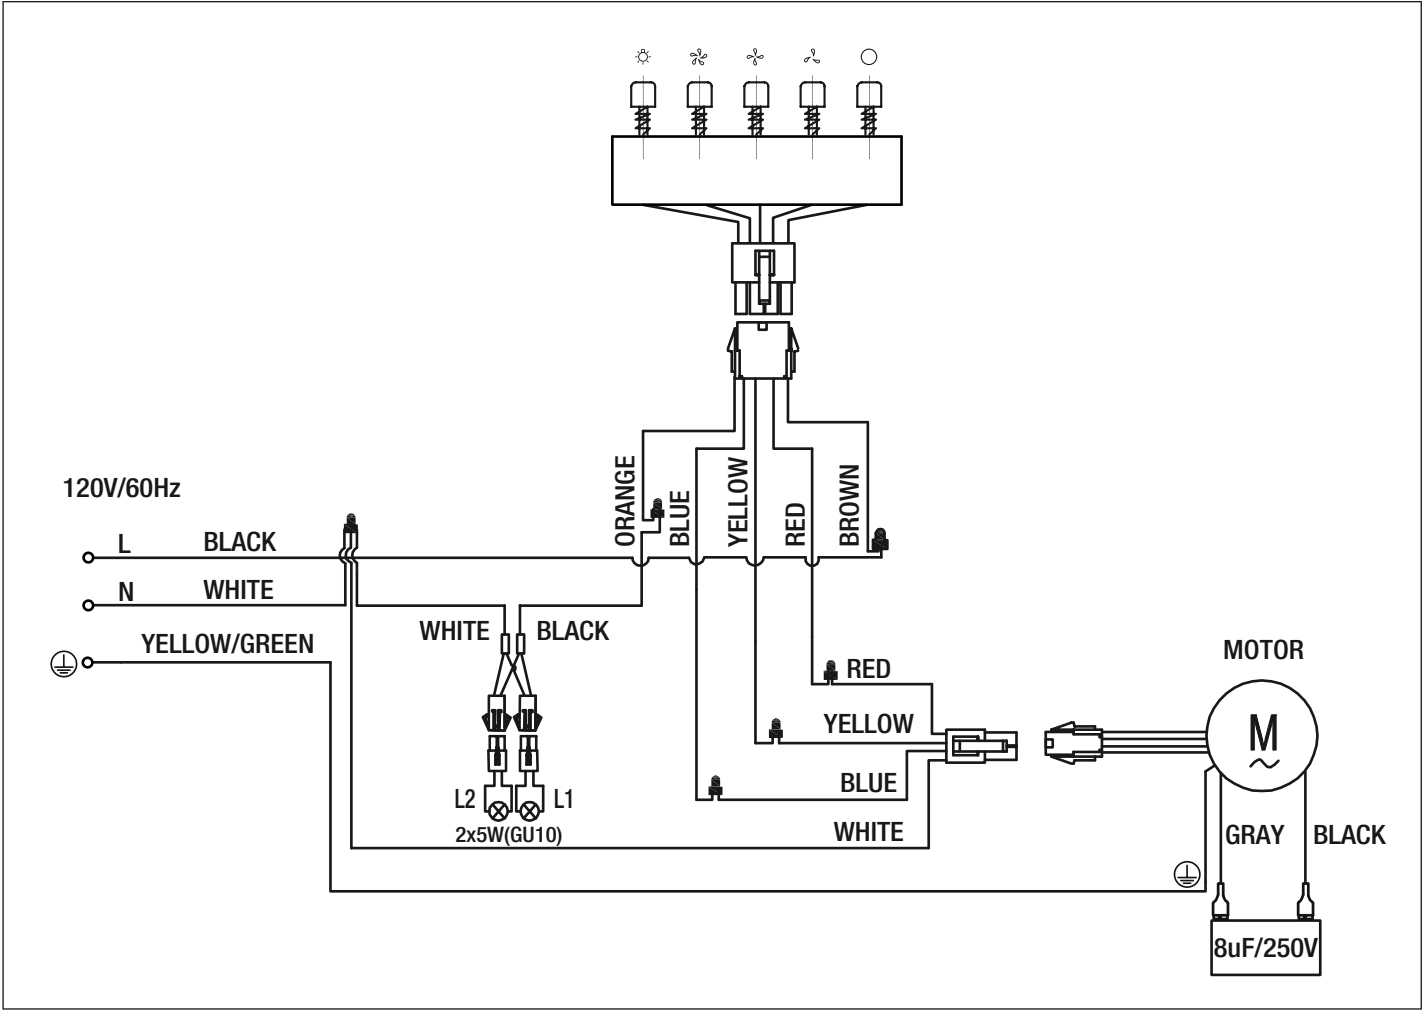 120V/60Hz
L
BLACK
N
WHITE
YELLOW/GREEN
ORANGE
BLUE
YELLOW
RED
BROWN
WHITE
BLACK
L2
L1
2x5W(GU10)
RED
YELLOW
BLUE
WHITE
MOTOR
M
GRAY
BLACK
8uF/250V